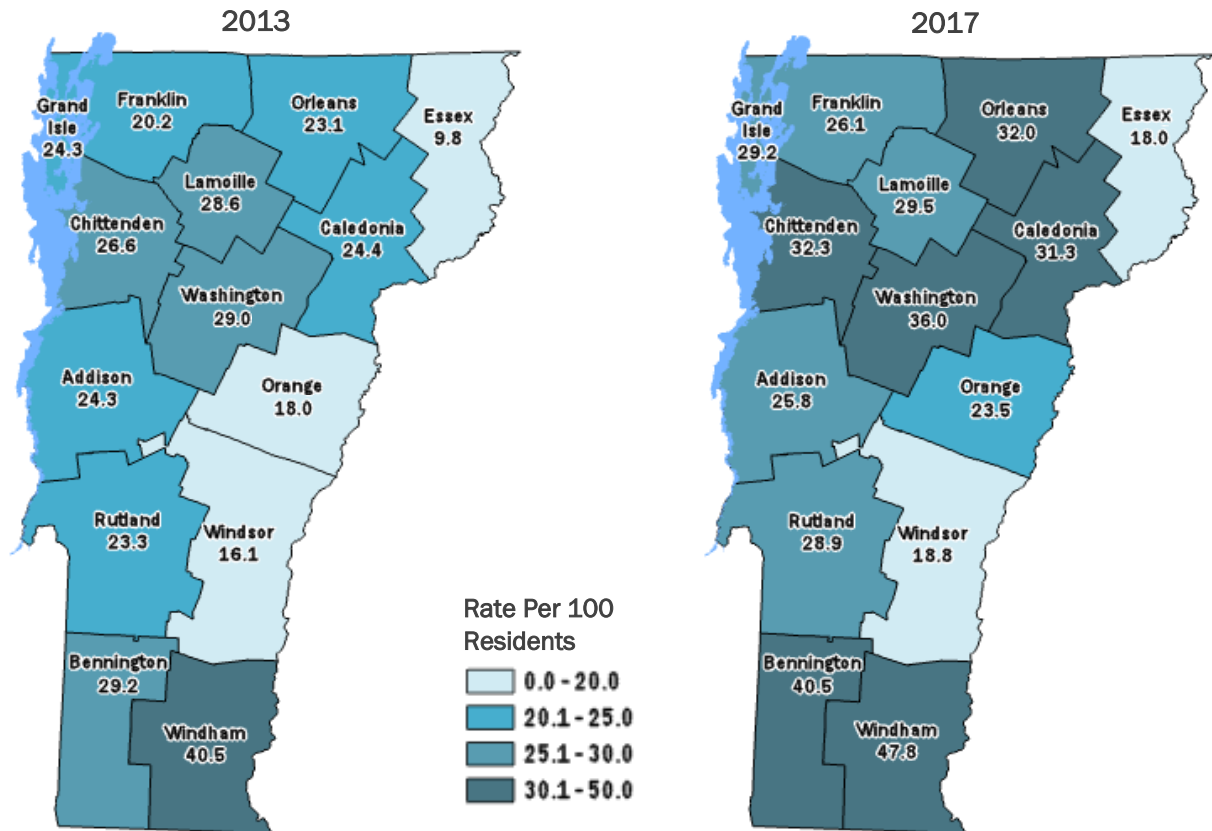 2013
Grand
Isle
24.3
Franklin
20.2
Orleans
23.1
Essex
9.8
Lamoille
28.6
Chittenden
26.6
Caledonia
24.4
Washington
29.0
Addison
24.3
Orange
18.0
Rutland
23.3
Windsor
16.1
Bennington
29.2
Windham
40.5
Rate Per 100
Residents
0.0-20.0
20.1-25.0
25.1-30.0
30.1-50.0
2017
Grand
Isle
29.2
Franklin
26.1
Orleans
32.0
Essex
18.0
Lamoille
29.5
Chittenden
32.3
Caledonia
31.3
Washington
36.0
Addison
25.8
Orange
23.5
Rutland
28.9
Windsor
18.8
Bennington
40.5
Windham
47.8